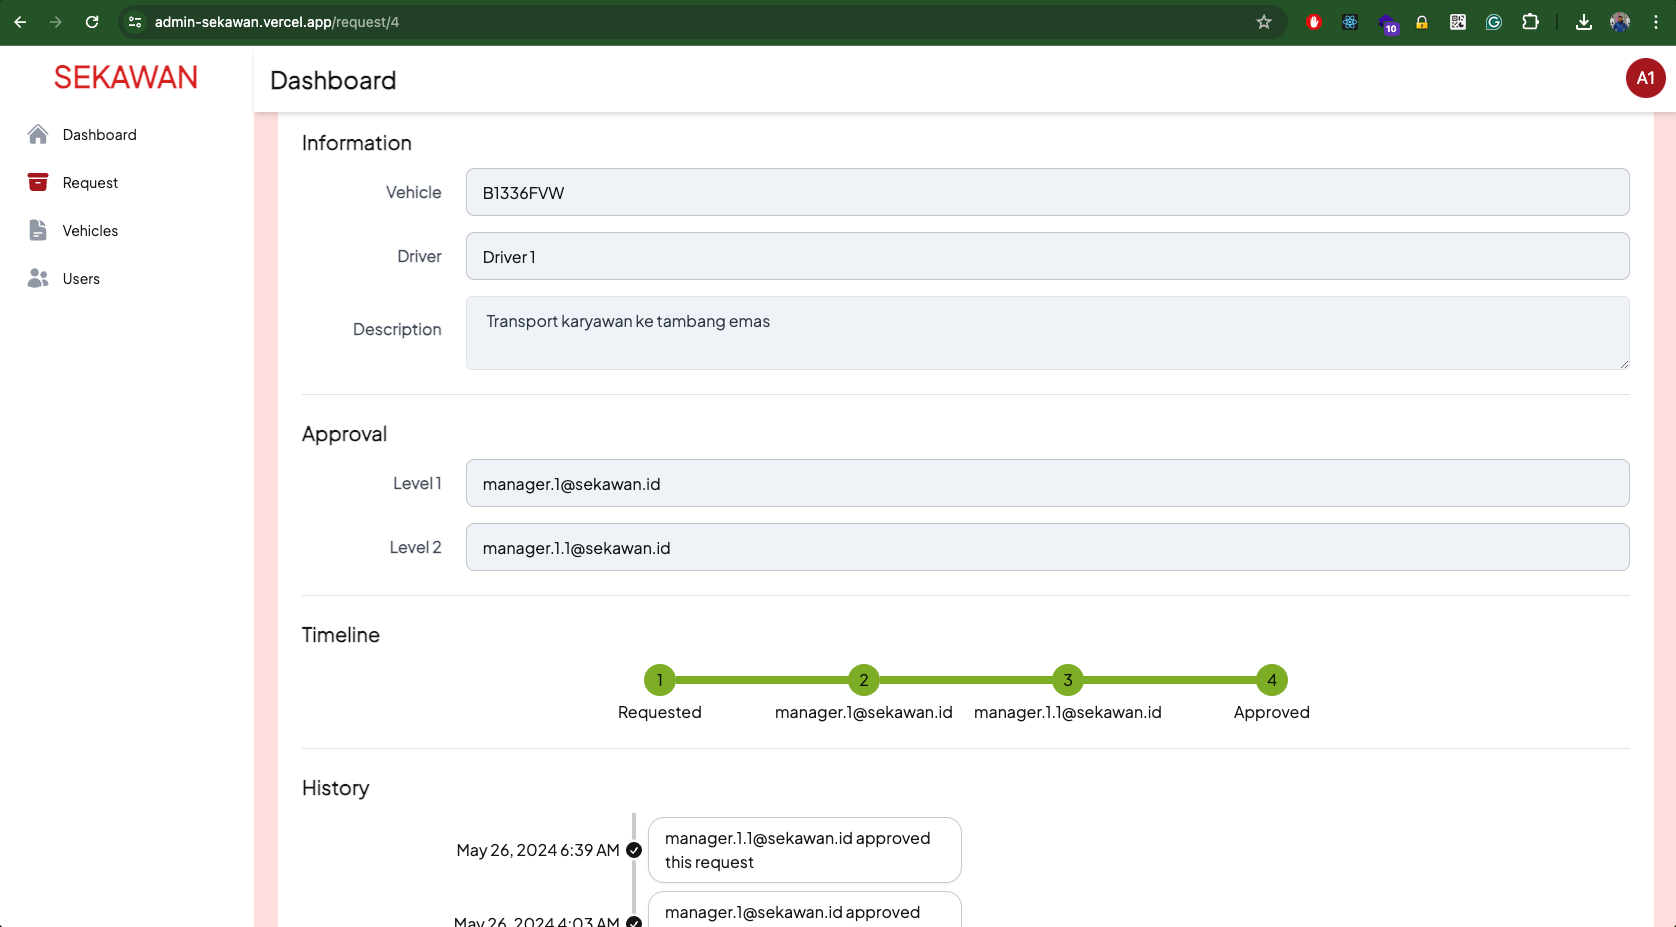 admin-sekawan.vercel.app/request/4
10
SEKAWAN
Dashboard
A1
Dashboard
Request
Vehicles
Users
Information
Vehicle
B1336FVW
Driver
Driver 1
Description
Transport karyawan ke tambang emas
Approval
Level 1
manager.1@sekawan.id
Level 2
manager.1.1@sekawan.id
Timeline
1
2
3
4
Requested
manager.1@sekawan.id
manager.1.1@sekawan.id
Approved
History
May 26, 2024 6:39 AM
manager.1.1@sekawan.id approved
this request
May 26, 2024 4:03 AM
manager.1@sekawan.id approved